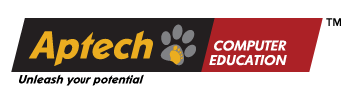 Aptech
COMPUTER
EDUCATION
TM
Unleash your potential